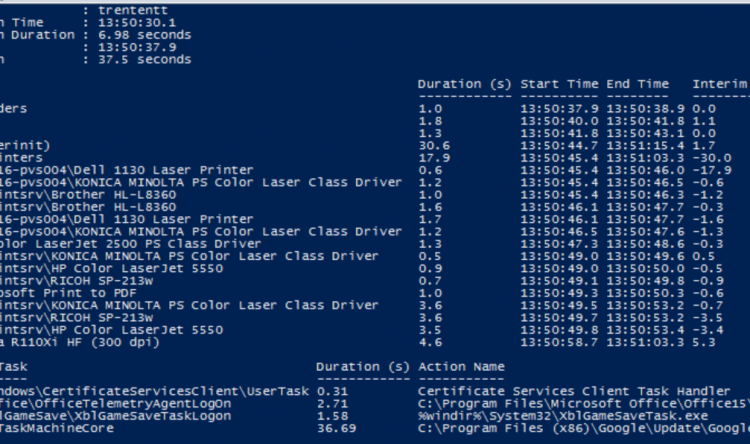 : trententt
n Time : 13:50:30.1
n Duration : 6.98 seconds
: 13:50:37.9
n : 37.5 seconds
Duration (s) Start Time End Time Interim
------------ ---------- -------- -------
ders 1.0 13:50:37.9 13:50:38.9 0.0
1.8 13:50:40.0 13:50:41.8 1.1
1.3 13:50:41.8 13:50:43.1 0.0
erinit) 30.6 13:50:44.7 13:51:15.4 1.7
inters 17.9 13:50:45.4 13:51:03.3 -30.0
16-pvs004\Dell 1130 Laser Printer 0.6 13:50:45.4 13:50:46.0 -17.9
16-pvs004\KONICA MINOLTA PS Color Laser Class Driver 1.2 13:50:45.4 13:50:46.5 -0.6
intsrv\Brother HL-L8360 1.0 13:50:45.4 13:50:46.3 -1.2
intsrv\Brother HL-L8360 1.6 13:50:46.1 13:50:47.7 -0.3
16-pvs004\Dell 1130 Laser Printer 1.7 13:50:46.1 13:50:47.7 -1.6
16-pvs004\KONICA MINOLTA PS Color Laser Class Driver 1.2 13:50:46.5 13:50:47.6 -1.3
olor LaserJet 2500 PS Class Driver 1.3 13:50:47.3 13:50:48.6 -0.3
intsrv\KONICA MINOLTA PS Color Laser Class Driver 0.5 13:50:49.0 13:50:49.6 0.5
intsrv\HP Color LaserJet 5550 0.9 13:50:49.0 13:50:50.0 -0.5
intsrv\RICOH SP-213w 0.7 13:50:49.1 13:50:49.8 -0.9
osoft Print to PDF 1.0 13:50:49.3 13:50:50.3 -0.6
intsrv\KONICA MINOLTA PS Color Laser Class Driver 3.6 13:50:49.5 13:50:53.2 -0.7
intsrv\RICOH SP-213w 3.6 13:50:49.7 13:50:53.2 -3.5
intsrv\HP Color LaserJet 5550 3.5 13:50:49.8 13:50:53.4 -3.4
a R110Xi HF (300 dpi) 4.6 13:50:58.7 13:51:03.3 5.3
Task Duration (s) Action Name
---- ------------ -----------
ndows\CertificateServicesClient\UserTask 0.31 Certificate Services Client Task Handler
fice\OfficeTelemetryAgentLogOn 2.71 C:\Program Files\Microsoft Office\Office15\
blGameSave\XblGameSaveTaskLogon 1.58 %windir%\System32\XblGameSaveTask.exe
TaskMachineCore 36.69 C:\Program Files (x86)\Google\Update\Google